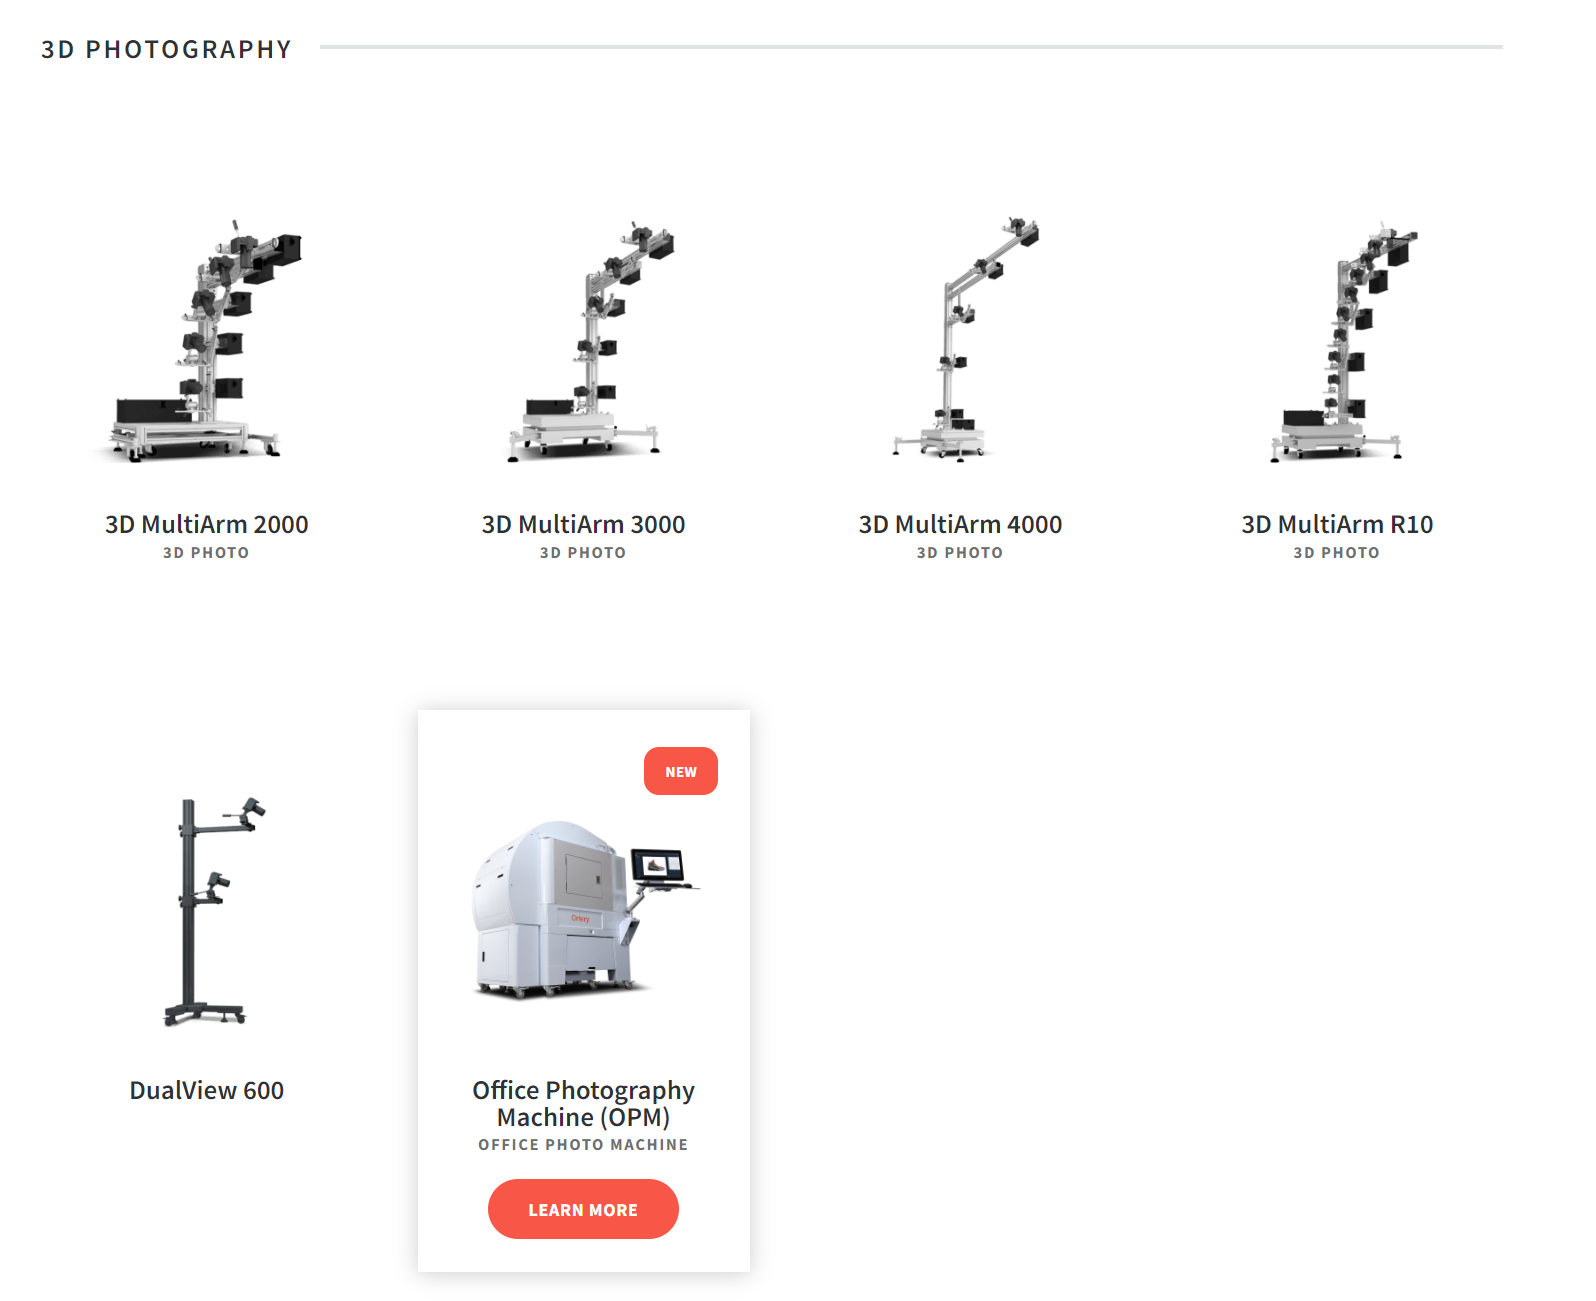 3D PHOTOGRAPHY
3D MultiArm 2000
3D PHOTO
3D MultiArm 3000
3D PHOTO
3D MultiArm 4000
3D PHOTO
3D MultiArm R10
3D PHOTO
DualView 600
NEW
Ortery
Office Photography
Machine (OPM)
OFFICE PHOTO MACHINE
LEARN MORE